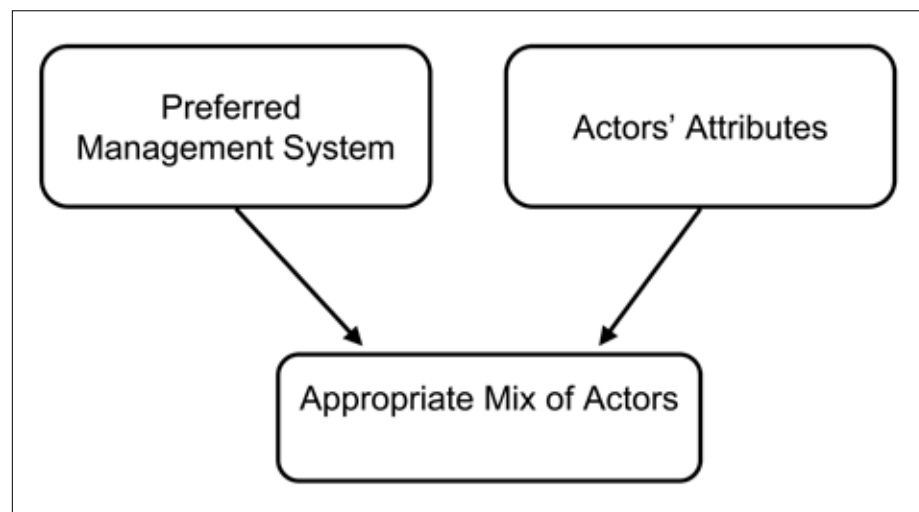 Preferred
Management System
Actors’ Attributes
Appropriate Mix of Actors